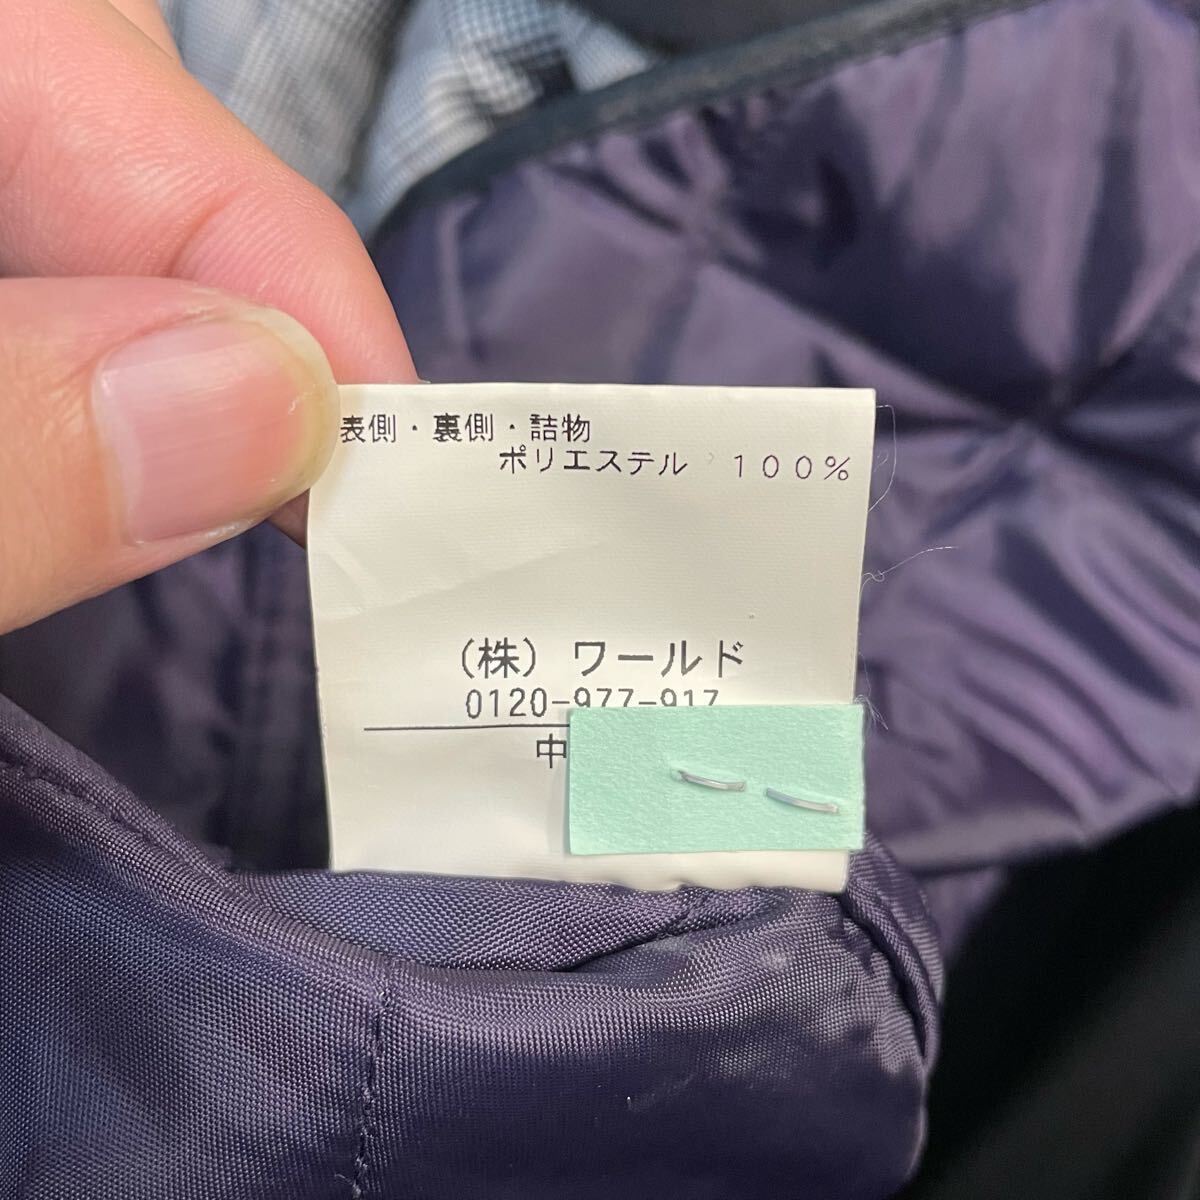 表側・裏側・詰物
ポリエステル 100%
(株) ワールド
0120-977-917
中